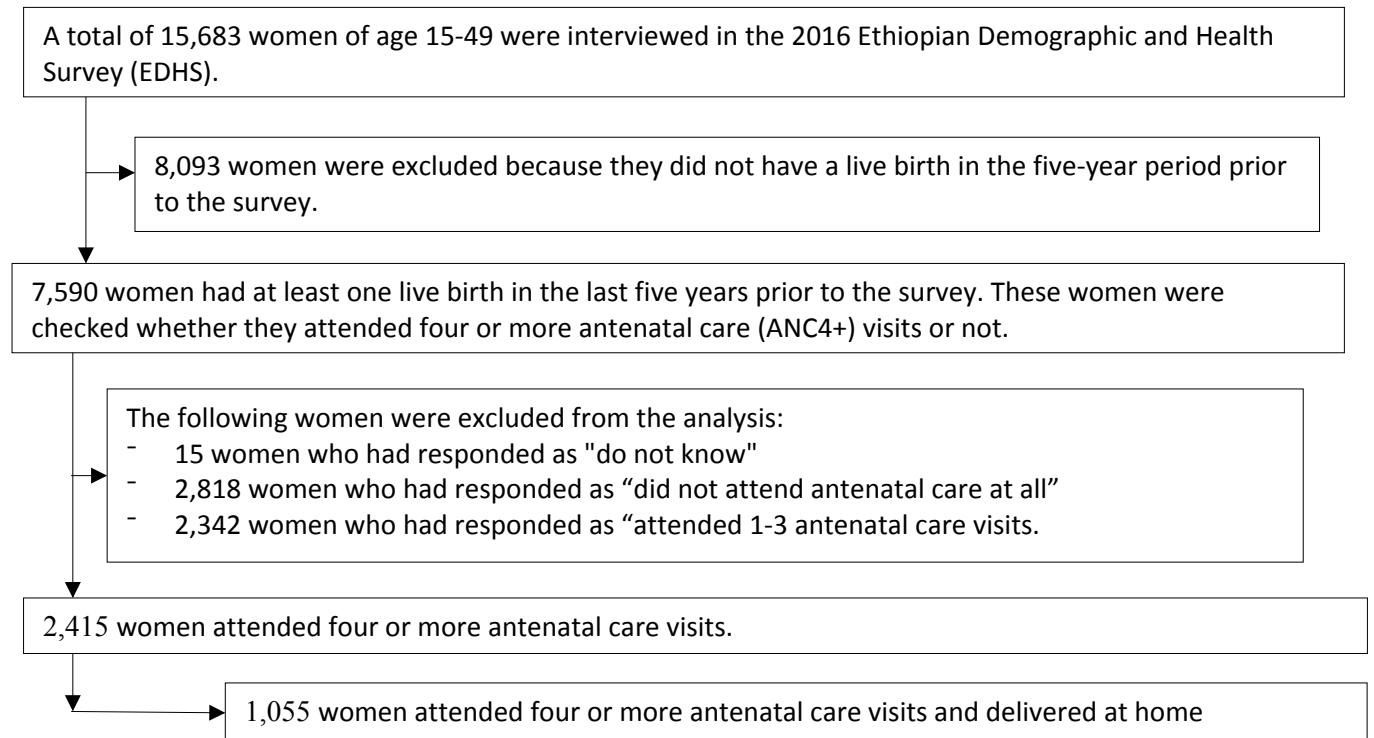 A total of 15,683 women of age 15-49 were interviewed in the 2016 Ethiopian Demographic and Health
Survey (EDHS).
8,093 women were excluded because they did not have a live birth in the five-year period prior
to the survey.
7,590 women had at least one live birth in the last five years prior to the survey. These women were
checked whether they attended four or more antenatal care (ANC4+) visits or not.
The following women were excluded from the analysis:
- 15 women who had responded as "do not know"
- 2,818 women who had responded as “did not attend antenatal care at all”
- 2,342 women who had responded as “attended 1-3 antenatal care visits.
2,415 women attended four or more antenatal care visits.
1,055 women attended four or more antenatal care visits and delivered at home